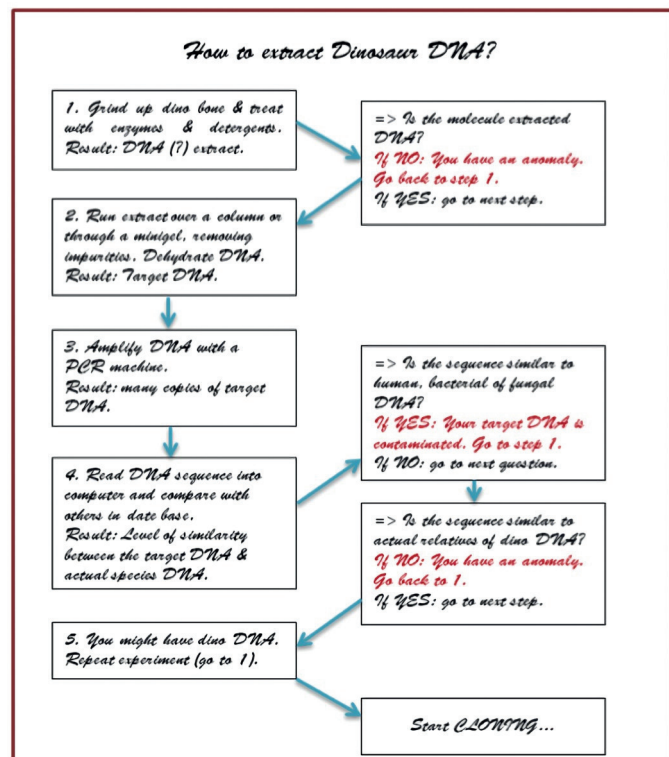 How to extract Dinosaur DNA?
1. Grind up dino bone & treat
with enzymes & detergents.
Result: DNA (?) extract.
=> Is the molecule extracted
DNA?
If NO: You have an anomaly.
Go back to step 1.
If YES: go to next step.
2. Run extract over a column or
through a minigel, removing
impurities. Dehydrate DNA.
Result: Target DNA.
3. Amplify DNA with a
PCR machine.
Result: many copies of target
DNA.
=> Is the sequence similar to
human, bacterial of fungal
DNA?
If YES: Your target DNA is
contaminated. Go to step 1.
If NO: go to next question.
4. Read DNA sequence into
computer and compare with
others in date base.
Result: Level of similarity
between the target DNA &
actual species DNA.
=> Is the sequence similar to
actual relatives of dino DNA?
If NO: You have an anomaly.
Go back to 1.
If YES: go to next step.
5. You might have dino DNA.
Repeat experiment (go to 1).
Start CLONING...